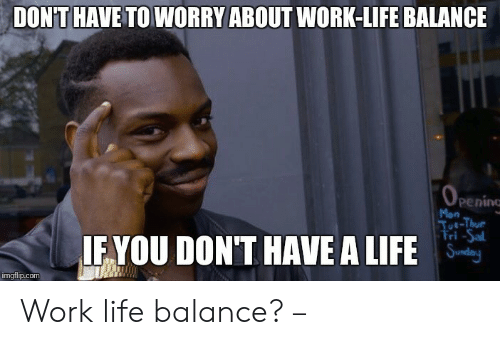 DON'T HAVE TO WORRY ABOUT WORK-LIFE BALANCE
Opening
Mon
Tue-Thur
Fri-Sat
Sunday
IF YOU DON'T HAVE A LIFE
imgflip.com
Work life balance? –